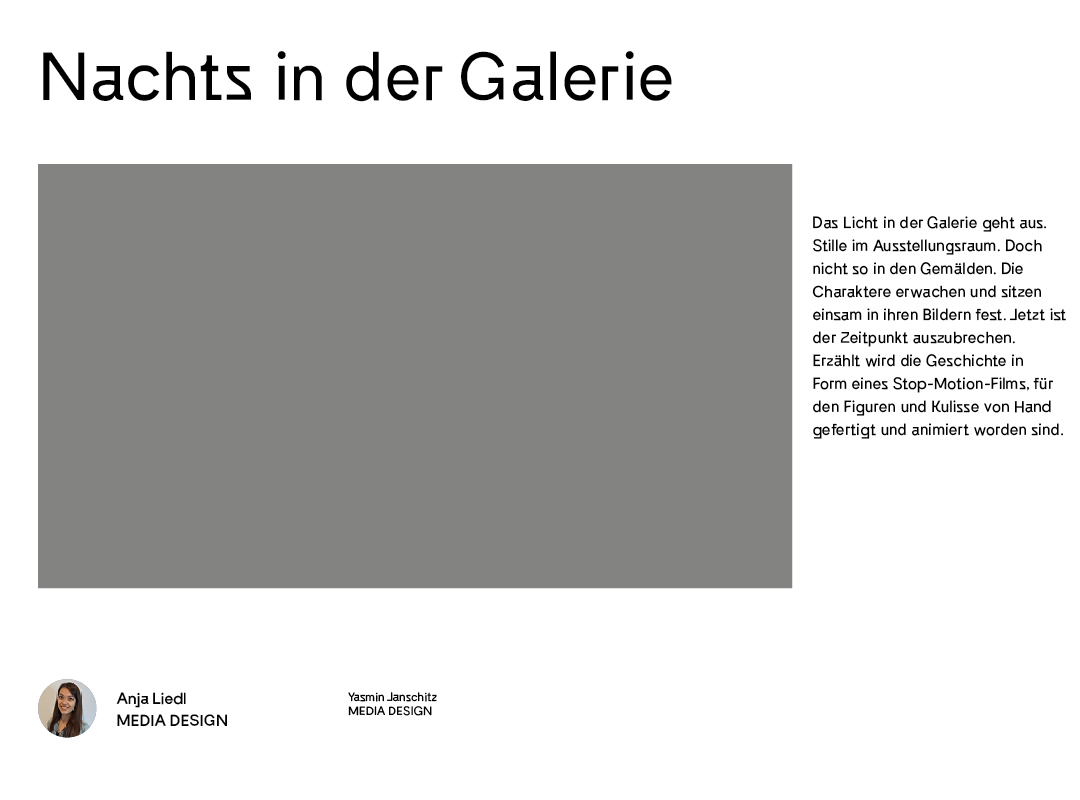 Nachts in der Galerie
Das Licht in der Galerie geht aus.
Stille im Ausstellungsraum. Doch
nicht so in den Gemälden. Die
Charaktere erwachen und sitzen
einsam in ihren Bildern fest. Jetzt ist
der Zeitpunkt auszubrechen.
Erzählt wird die Geschichte in
Form eines Stop-Motion-Films, für
den Figuren und Kulisse von Hand
gefertigt und animiert worden sind.
Anja Liedl
MEDIA DESIGN
Yasmin Janschitz
MEDIA DESIGN